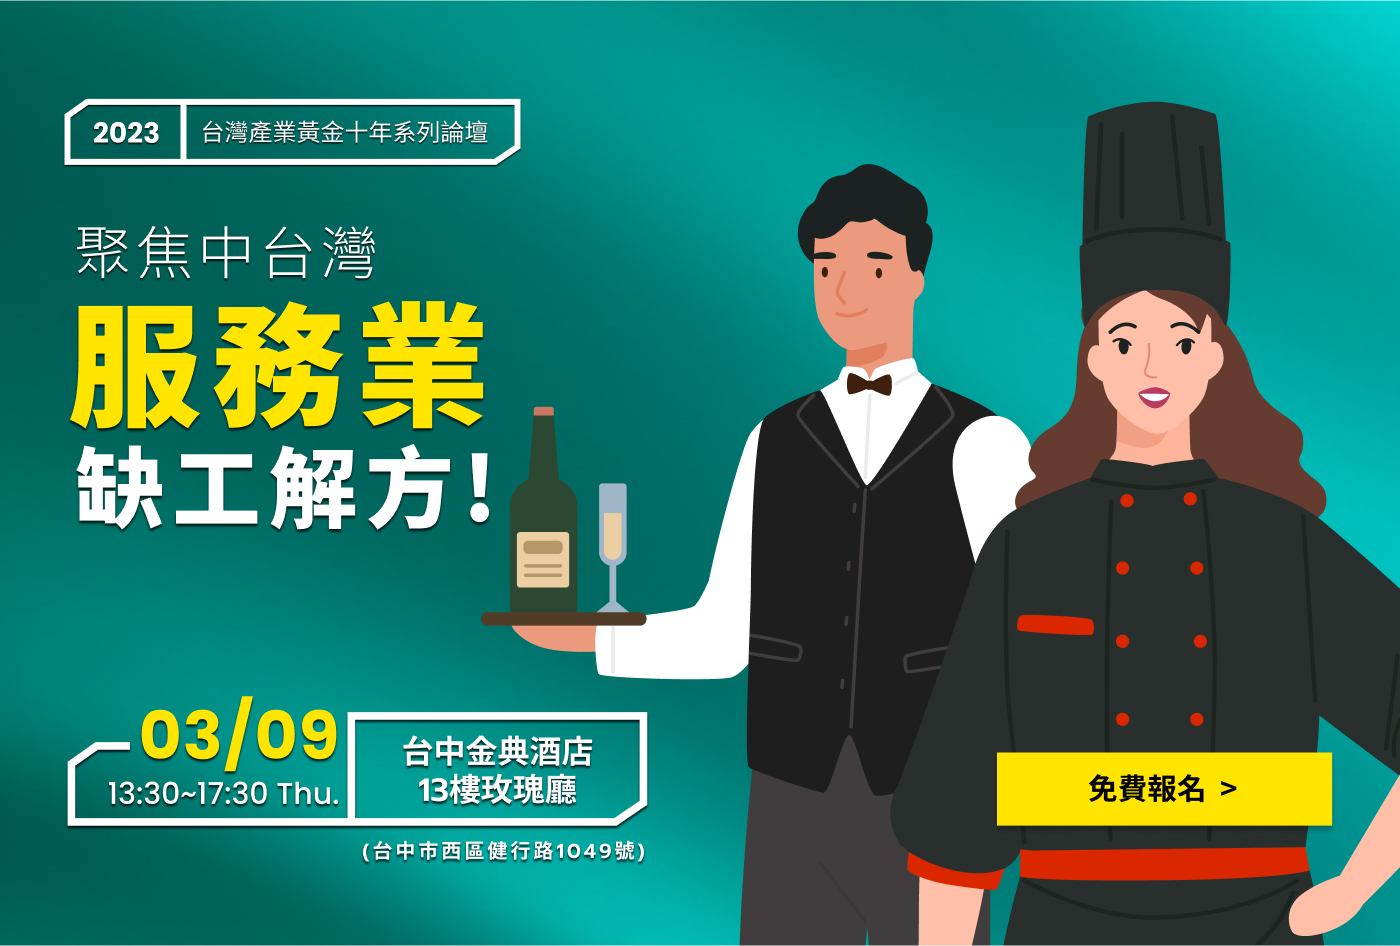 2023 台灣產業黃金十年系列論壇
聚焦中台灣
服務業
缺工解方!
03/09
13:30~17:30 Thu.
台中金典酒店
13樓玫瑰廳
(台中市西區健行路1049號)
免費報名 >